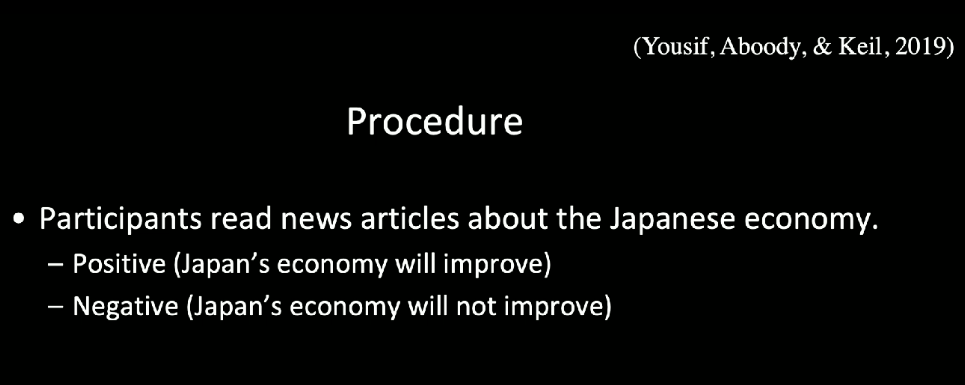 (Yousif, Aboody, & Keil, 2019)
Procedure
• Participants read news articles about the Japanese economy.
– Positive (Japan’s economy will improve)
– Negative (Japan’s economy will not improve)